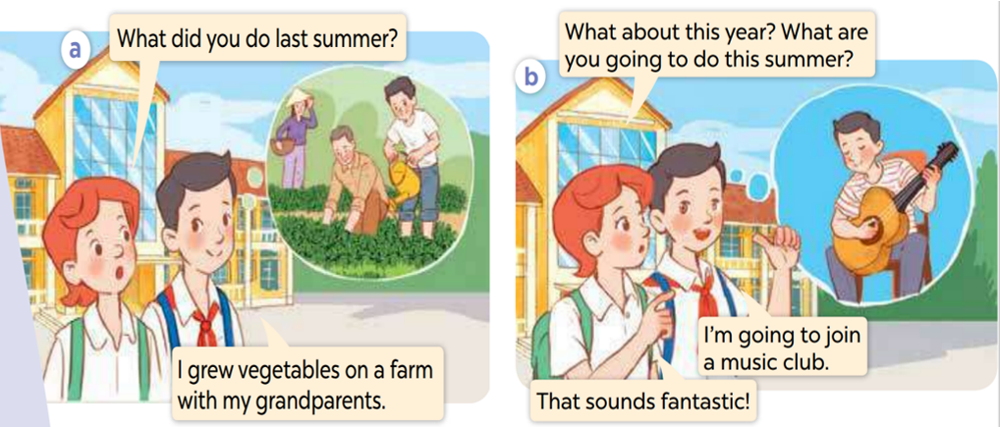 a
What did you do last summer?
I grew vegetables on a farm
with my grandparents.
b
What about this year? What are
you going to do this summer?
I'm going to join
a music club.
That sounds fantastic!